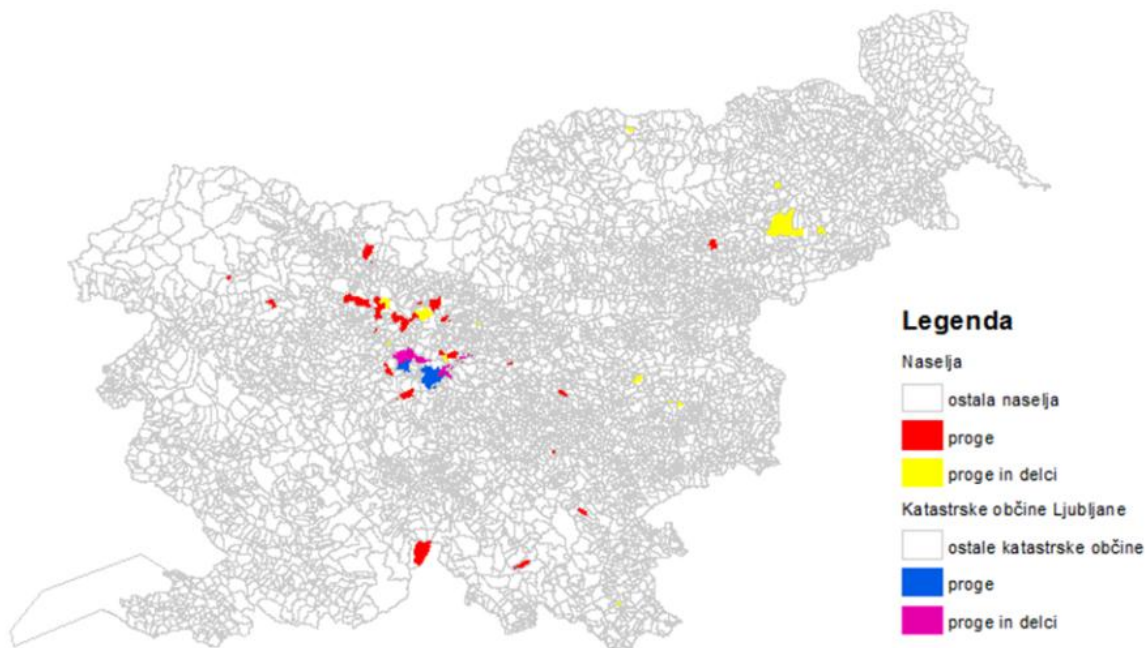 Legenda
Naselja
ostala naselja
proge
proge in delci
Katastrske občine Ljubljane
ostale katastrske občine
proge
proge in delci